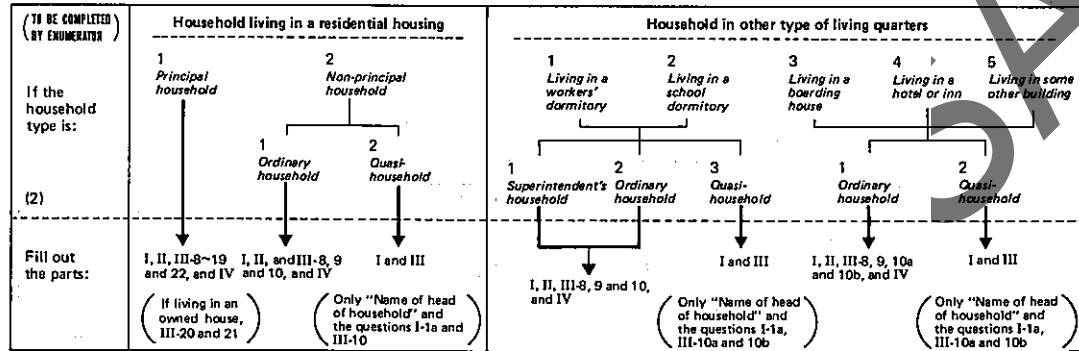 (TO BE COMPLETED
BY ENUMERATOR)
Household living in a residential housing
Household in other type of living quarters
If the
household
type is:
(2)
1
Principal
household
2
Non-principal
household
1
Ordinary
household
2
Quasi-
household
1
Living in a
workers'
dormitory
2
Living in a
school
dormitory
3
Living in a
boarding
house
4
Living in a
hotel or inn
5
Living in some
other building
1
Superintendent's
household
2
Ordinary
household
3
Quasi-
household
1
Ordinary
household
2
Quasi-
household
Fill out
the parts:
I, II, III-8~19
and 22, and IV
(If living in an
owned house,
III-20 and 21)
I, II, and III-8, 9
and 10, and IV
I and III
(Only "Name of head
of household" and
the questions I-1a and
III-10)
I, II, III-8, 9 and 10,
and IV
I and III
(Only "Name of head
of household" and
the questions I-1a,
III-10a and 10b)
I, II, III-8, 9, 10a
and 10b, and IV
I and III
(Only "Name of head
of household" and
the questions I-1a,
III-10a and 10b)